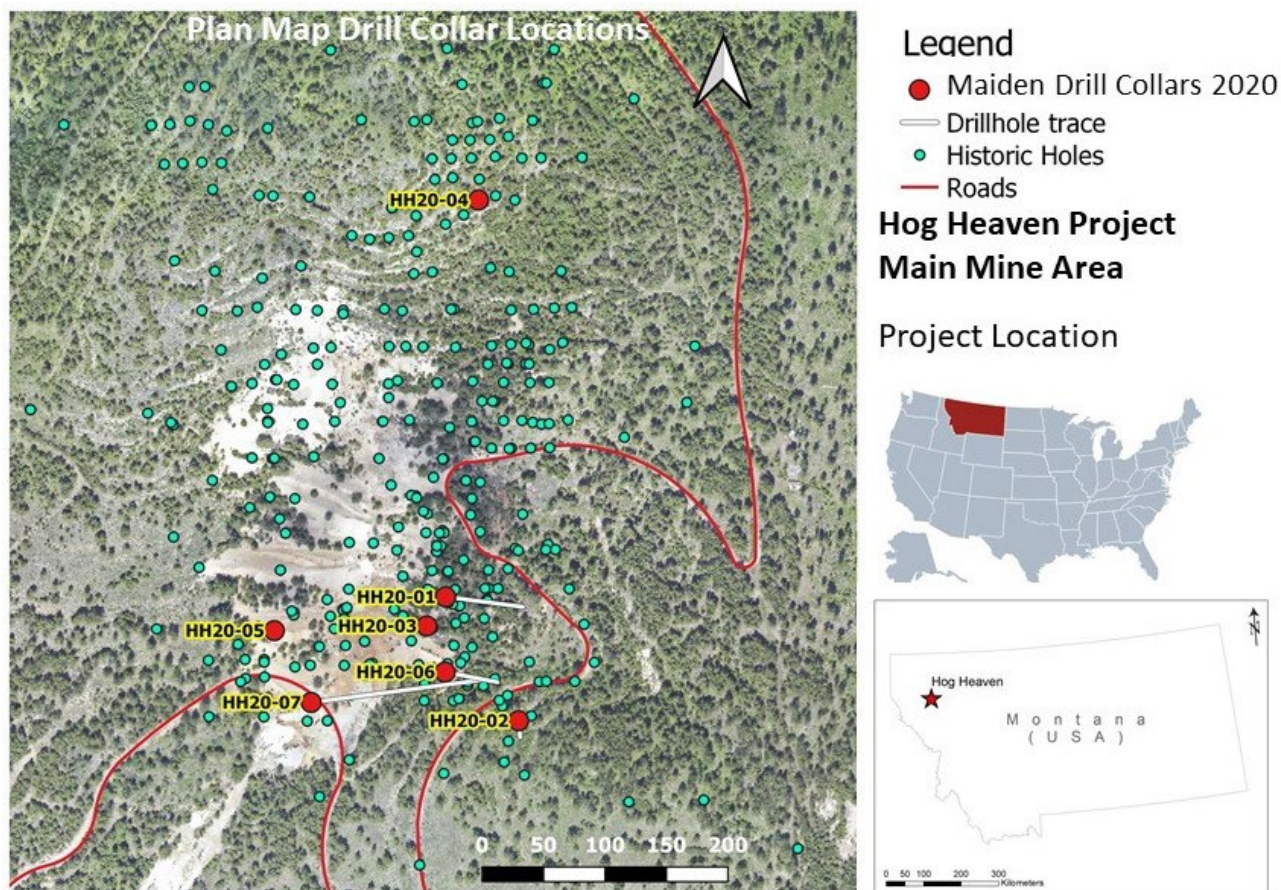 Plan Map Drill Collar Locations
HH20-04
HH20-01
HH20-05
HH20-03
HH20-06
HH20-07
HH20-02
0 50 100 150 200
Legend
Maiden Drill Collars 2020
Drillhole trace
Historic Holes
Roads
Hog Heaven Project
Main Mine Area
Project Location
N
Hog Heaven
Montana
(USA)
0 50 100 200 300
Kilometers